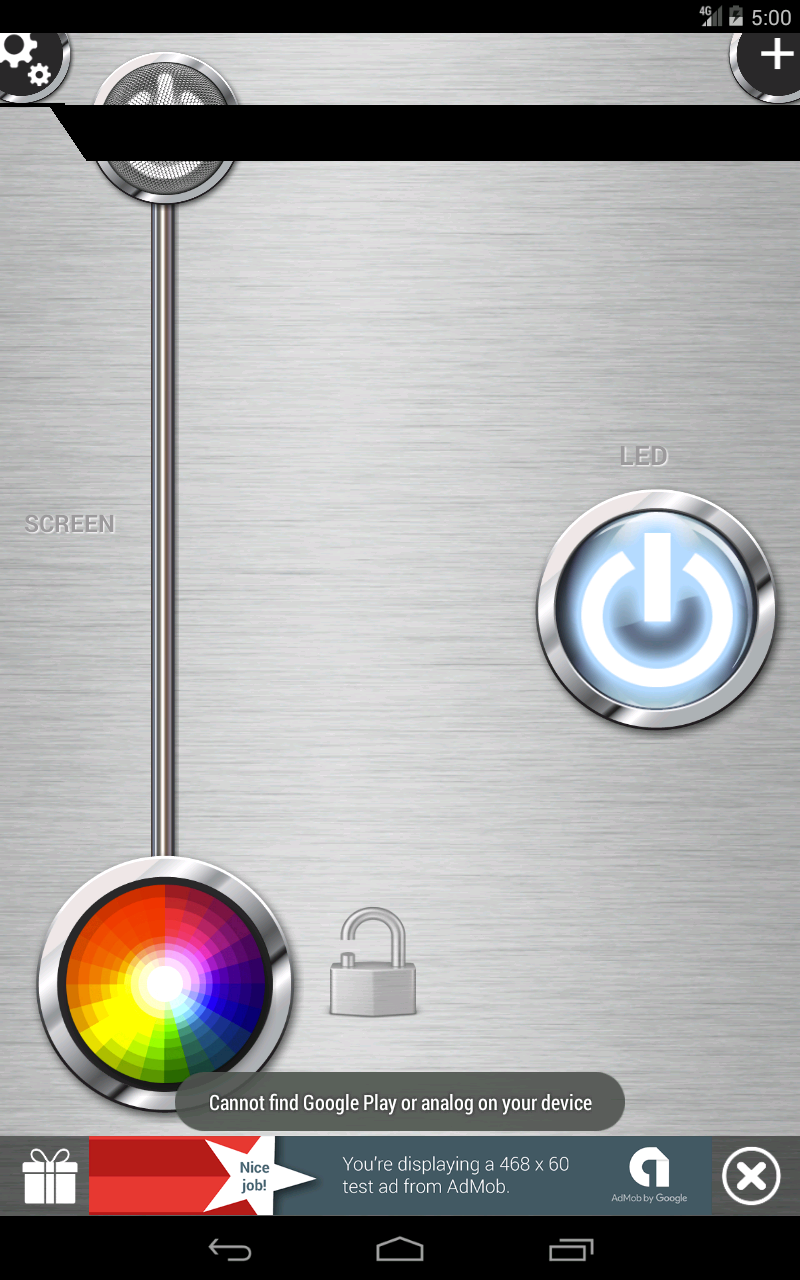 4G
5:00
LED
SCREEN
Cannot find Google Play or analog on your device
Nice
job!
You're displaying a 468 x 60
test ad from AdMob.
AdMob by Google